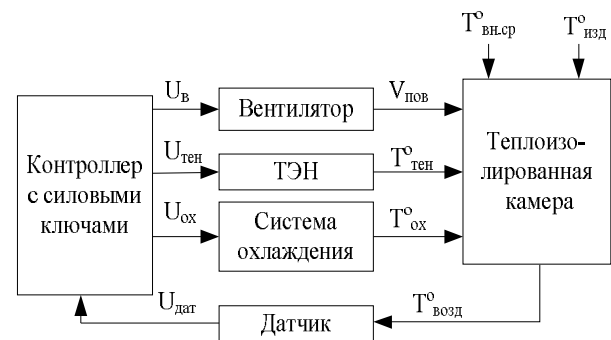 T°вн.ср
T°изд
Uв
Вентилятор
Vпов
Uтен
ТЭН
T°тен
Uох
Система
охлаждения
T°ох
Контроллер
с силовыми
ключами
Теплоизо-
лированная
камера
Uдат
Датчик
T°возд